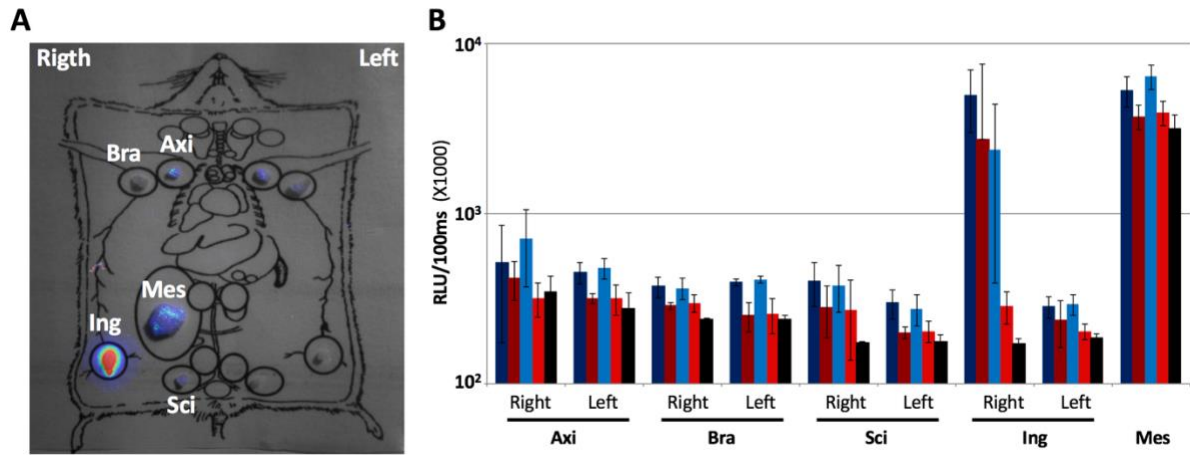 A
Rigth
Left
Bra
Axi
Mes
Ing
Sci
B
RLU/100ms (X1000)
10⁴
10³
10²
Right Left Right Left Right Left Right Left
Axi Bra Sci Ing Mes